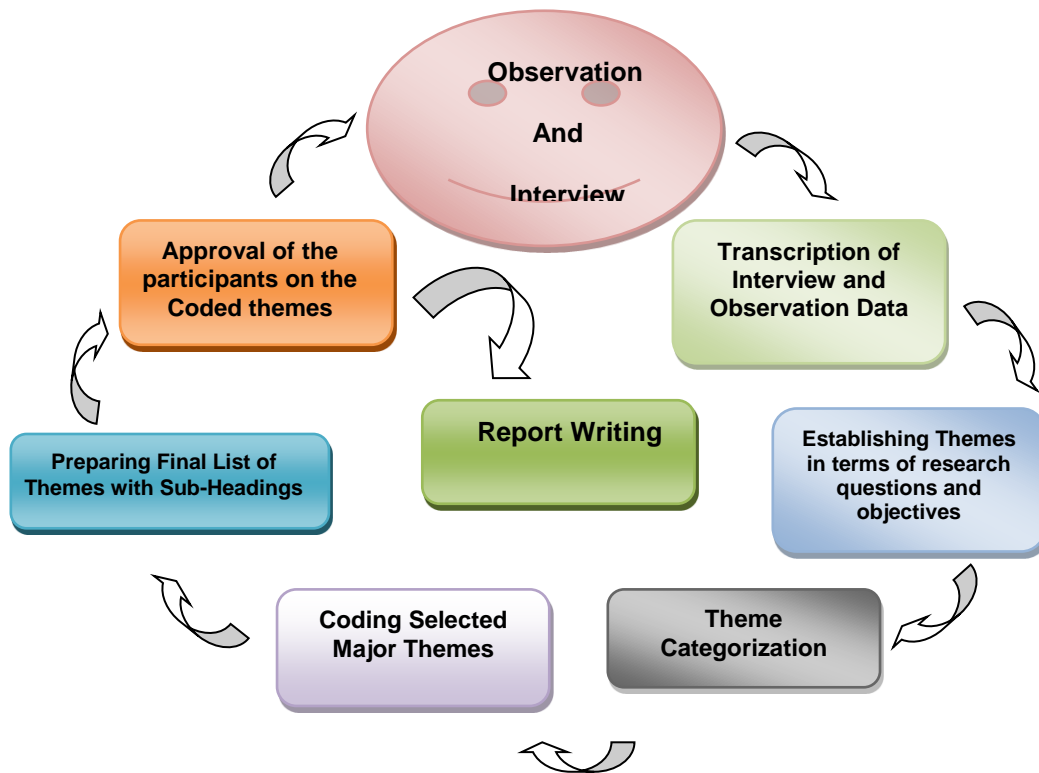 Observation
And
Interview
Approval of the
participants on the
Coded themes
Transcription of
Interview and
Observation Data
Report Writing
Preparing Final List of
Themes with Sub-Headings
Establishing Themes
in terms of research
questions and
objectives
Coding Selected
Major Themes
Theme
Categorization